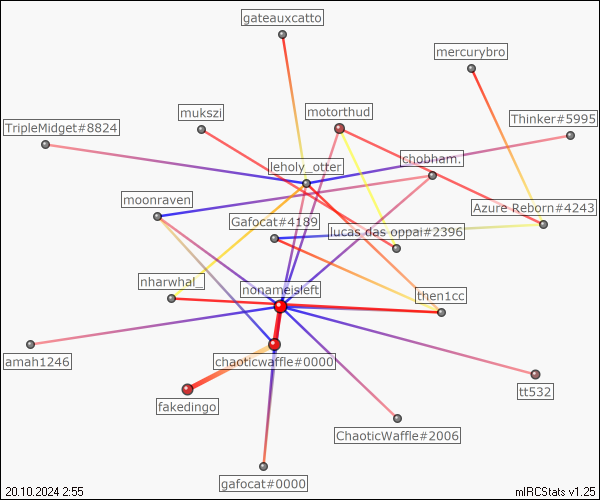 gateauxcatto
mercurybro
mukszi
motorthud
Thinker#5995
TripleMidget#8824
chobham.
leholy_otter
moonraven
Azure Reborn#4243
Gafocat#4189
lucas das oppai#2396
nharwhal_
nonameisleft
then1cc
amah1246
chaoticwaffle#0000
tt532
fakedingo
ChaoticWaffle#2006
gafocat#0000
20.10.2024 2:55
mIRCStats v1.25